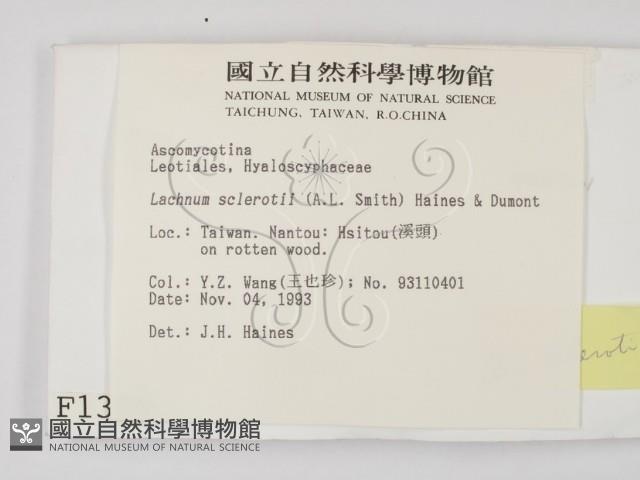 國立自然科學博物館
NATIONAL MUSEUM OF NATURAL SCIENCE
TAICHUNG, TAIWAN, R.O.CHINA
Ascomycotina
Leotiales, Hyaloscyphaceae
Lachnum sclerotii (A.L. Smith) Haines & Dumont
Loc.: Taiwan. Nantou: Hsitou(溪頭)
on rotten wood.
Col.: Y.Z. Wang(王也珍); No. 93110401
Date: Nov. 04, 1993
Det.: J.H. Haines
eroti
F13
國立自然科學博物館
NATIONAL MUSEUM OF NATURAL SCIENCE